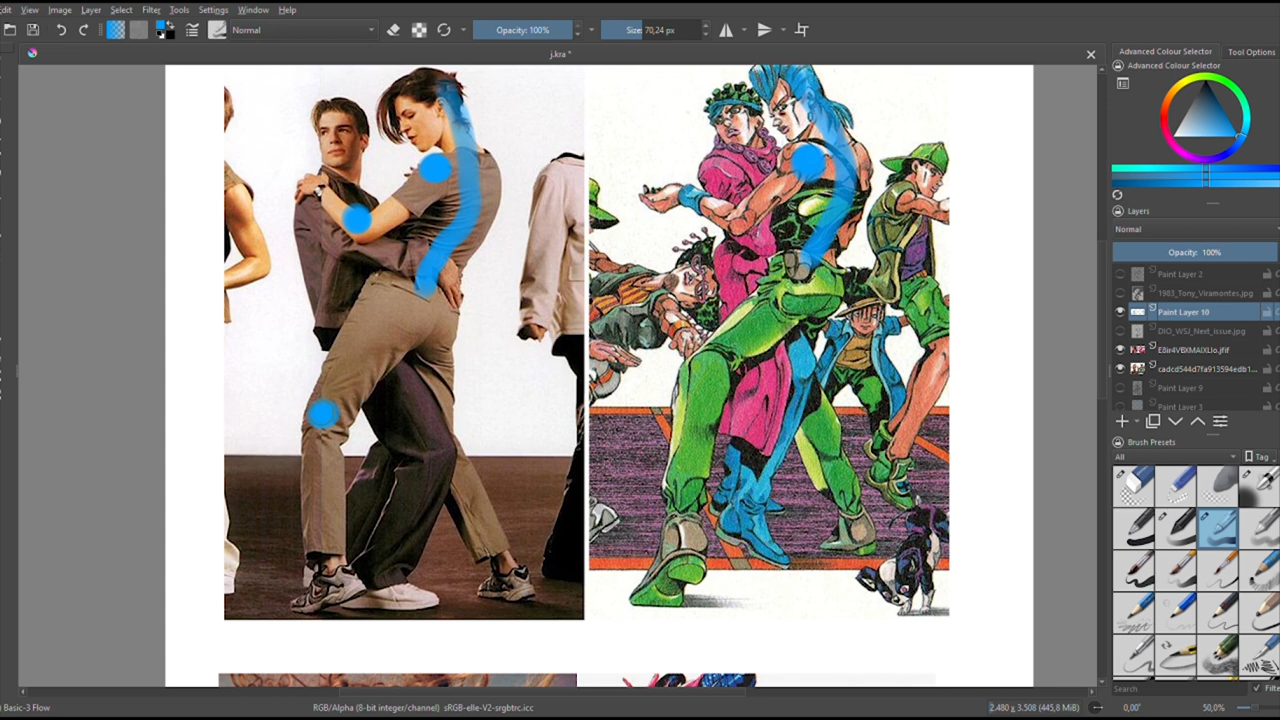 Edit View Image Layer Select Filter Tools Settings Window Help
Normal Opacity: 100% Size: 70,24 px
j.kra *
Advanced Colour Selector Tool Options
Advanced Colour Selector
Layers
Normal
Opacity: 100%
Paint Layer 2
1983_Tony_Viramontes.jpg
Paint Layer 10
DIO_WSJ_Next_issue.jpg
cadcd544d7fa913594edb1...
Paint Layer 9
Paint Layer 3
Brush Presets
All Tag
Search Filte
) Basic-3 Flow RGB/Alpha (8-bit integer/channel) sRGB-elle-V2-srgbtrc.icc 2.480 x 3.508 (445,8 MiB) 0,00° 50,0%